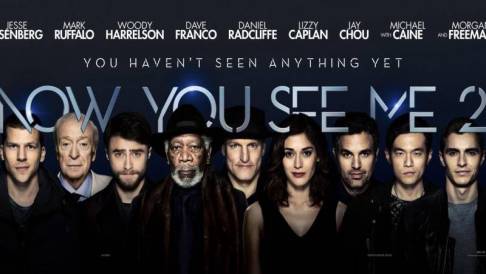 JESSE MARK WOODY DAVE DANIEL LIZZY JAY MICHAEL MORGAN
SENBERG RUFFALO HARRELSON FRANCO RADCLIFFE CAPLAN CHOU WITH CAINE AND FREEMA
YOU HAVEN'T SEEN ANYTHING YET
NOW YOU SEE ME 2